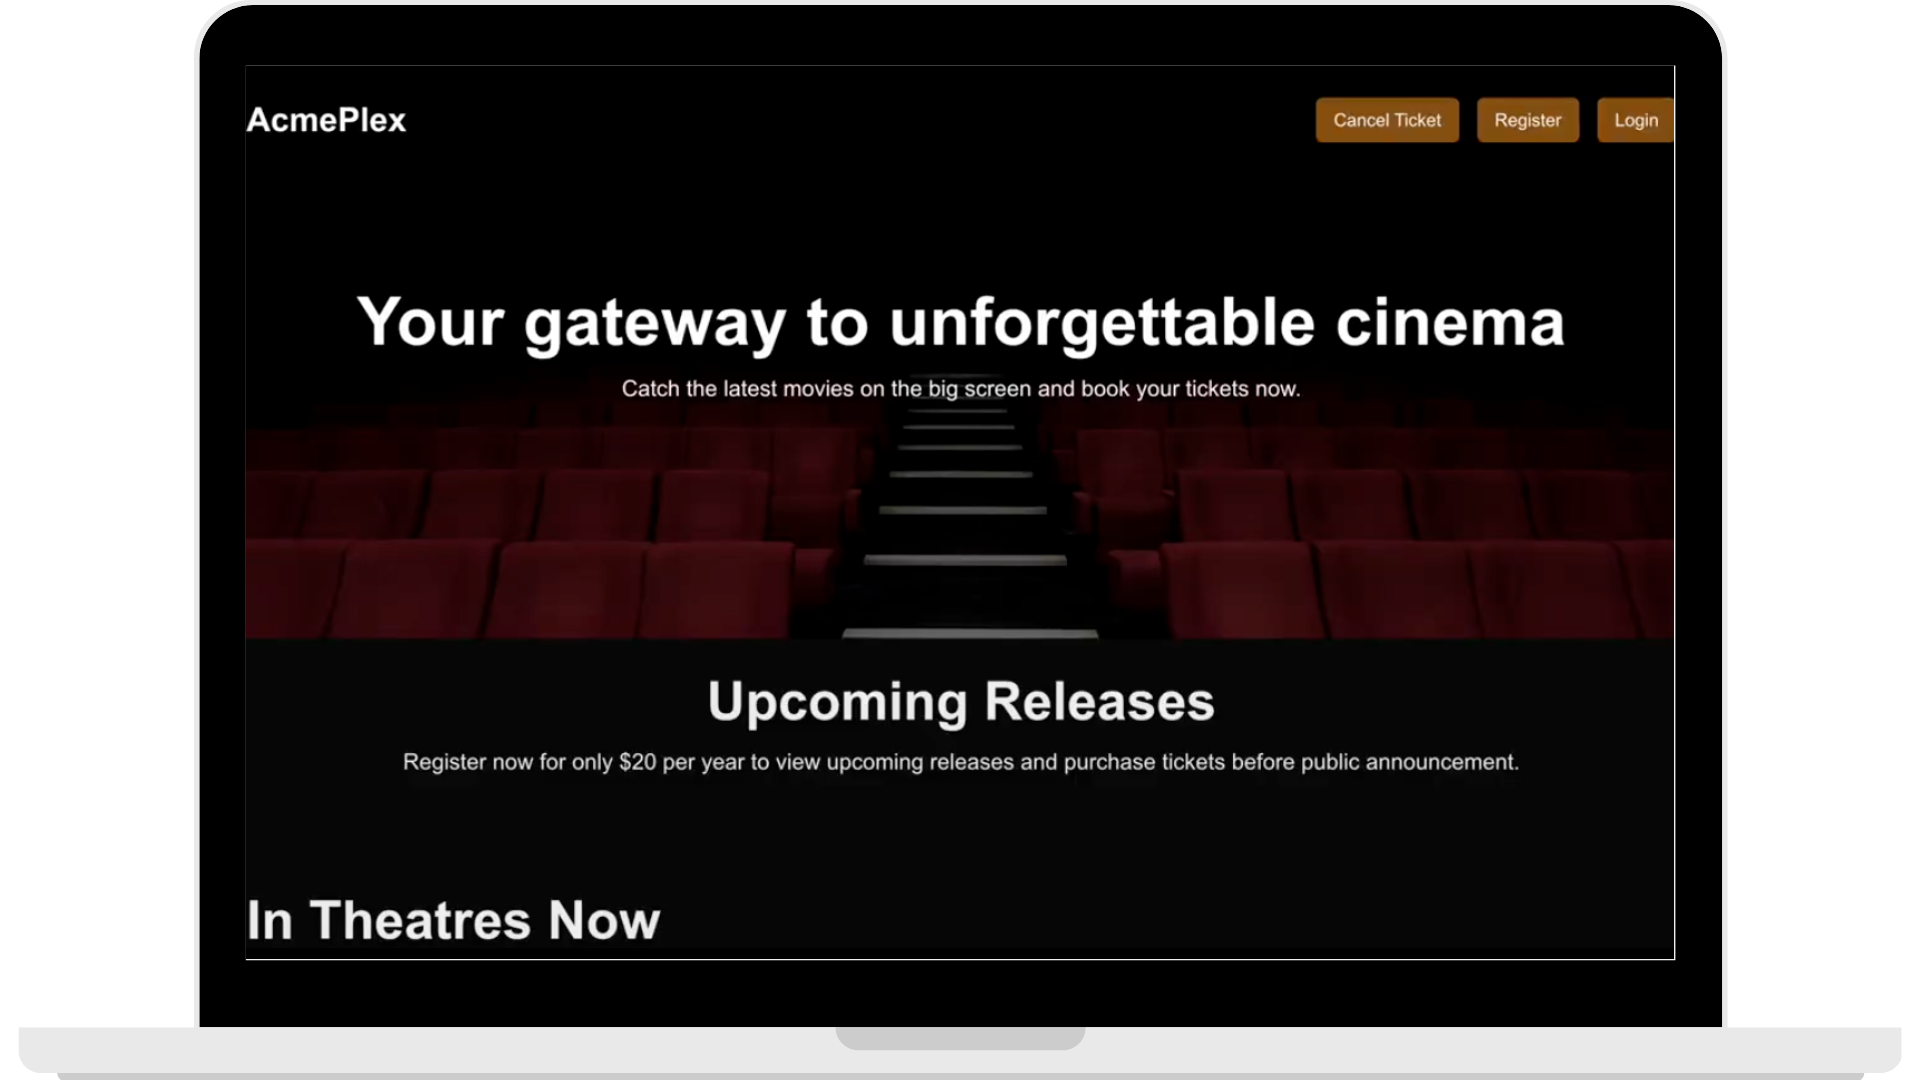 AcmePlex
Cancel Ticket
Register
Login
Your gateway to unforgettable cinema
Catch the latest movies on the big screen and book your tickets now.
Upcoming Releases
Register now for only $20 per year to view upcoming releases and purchase tickets before public announcement.
In Theatres Now